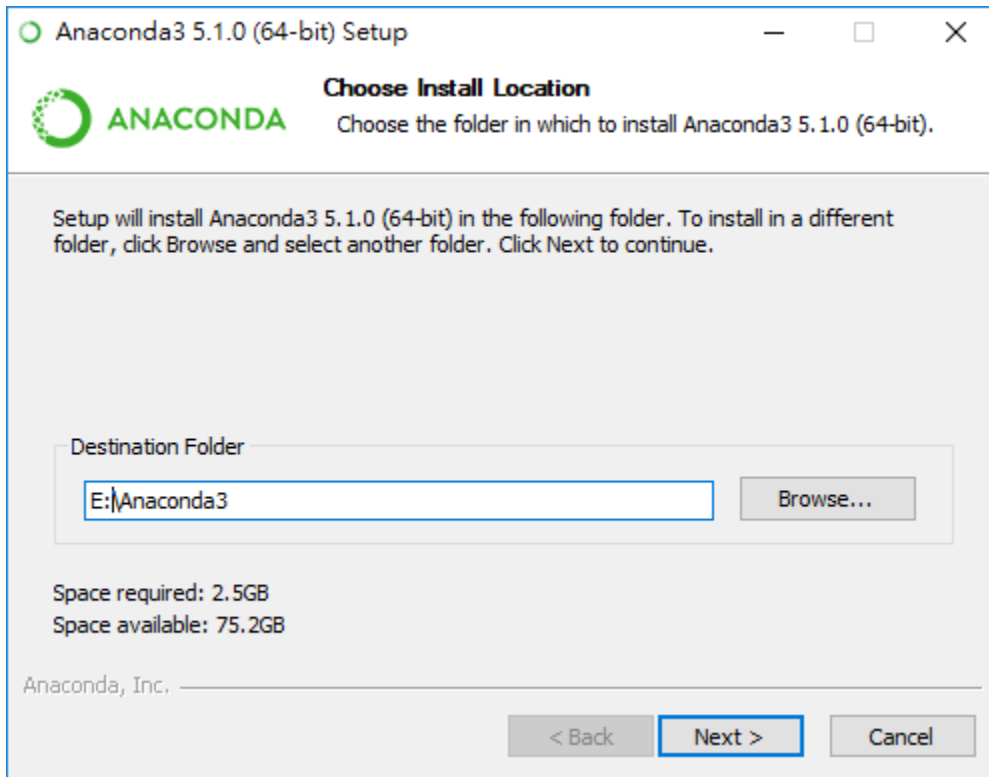 Anaconda3 5.1.0 (64-bit) Setup
ANACONDA
Choose Install Location
Choose the folder in which to install Anaconda3 5.1.0 (64-bit).
Setup will install Anaconda3 5.1.0 (64-bit) in the following folder. To install in a different
folder, click Browse and select another folder. Click Next to continue.
Destination Folder
E:\Anaconda3
Browse...
Space required: 2.5GB
Space available: 75.2GB
Anaconda, Inc.
< Back
Next >
Cancel